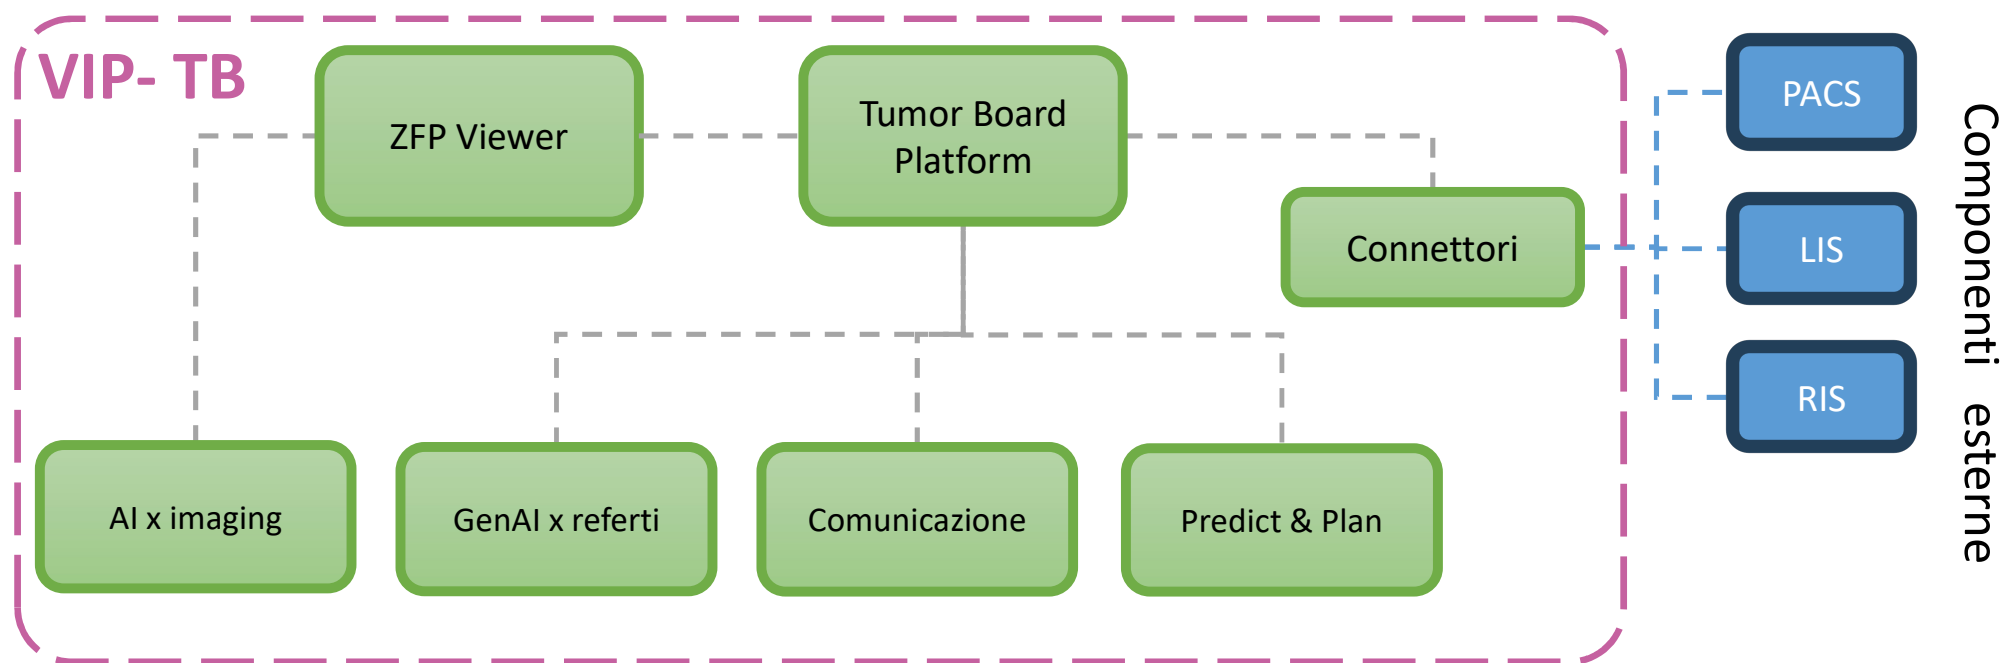 VIP- TB
ZFP Viewer
Tumor Board
Platform
Connettori
AI x imaging
GenAI x referti
Comunicazione
Predict & Plan
PACS
LIS
RIS
Componenti esterne